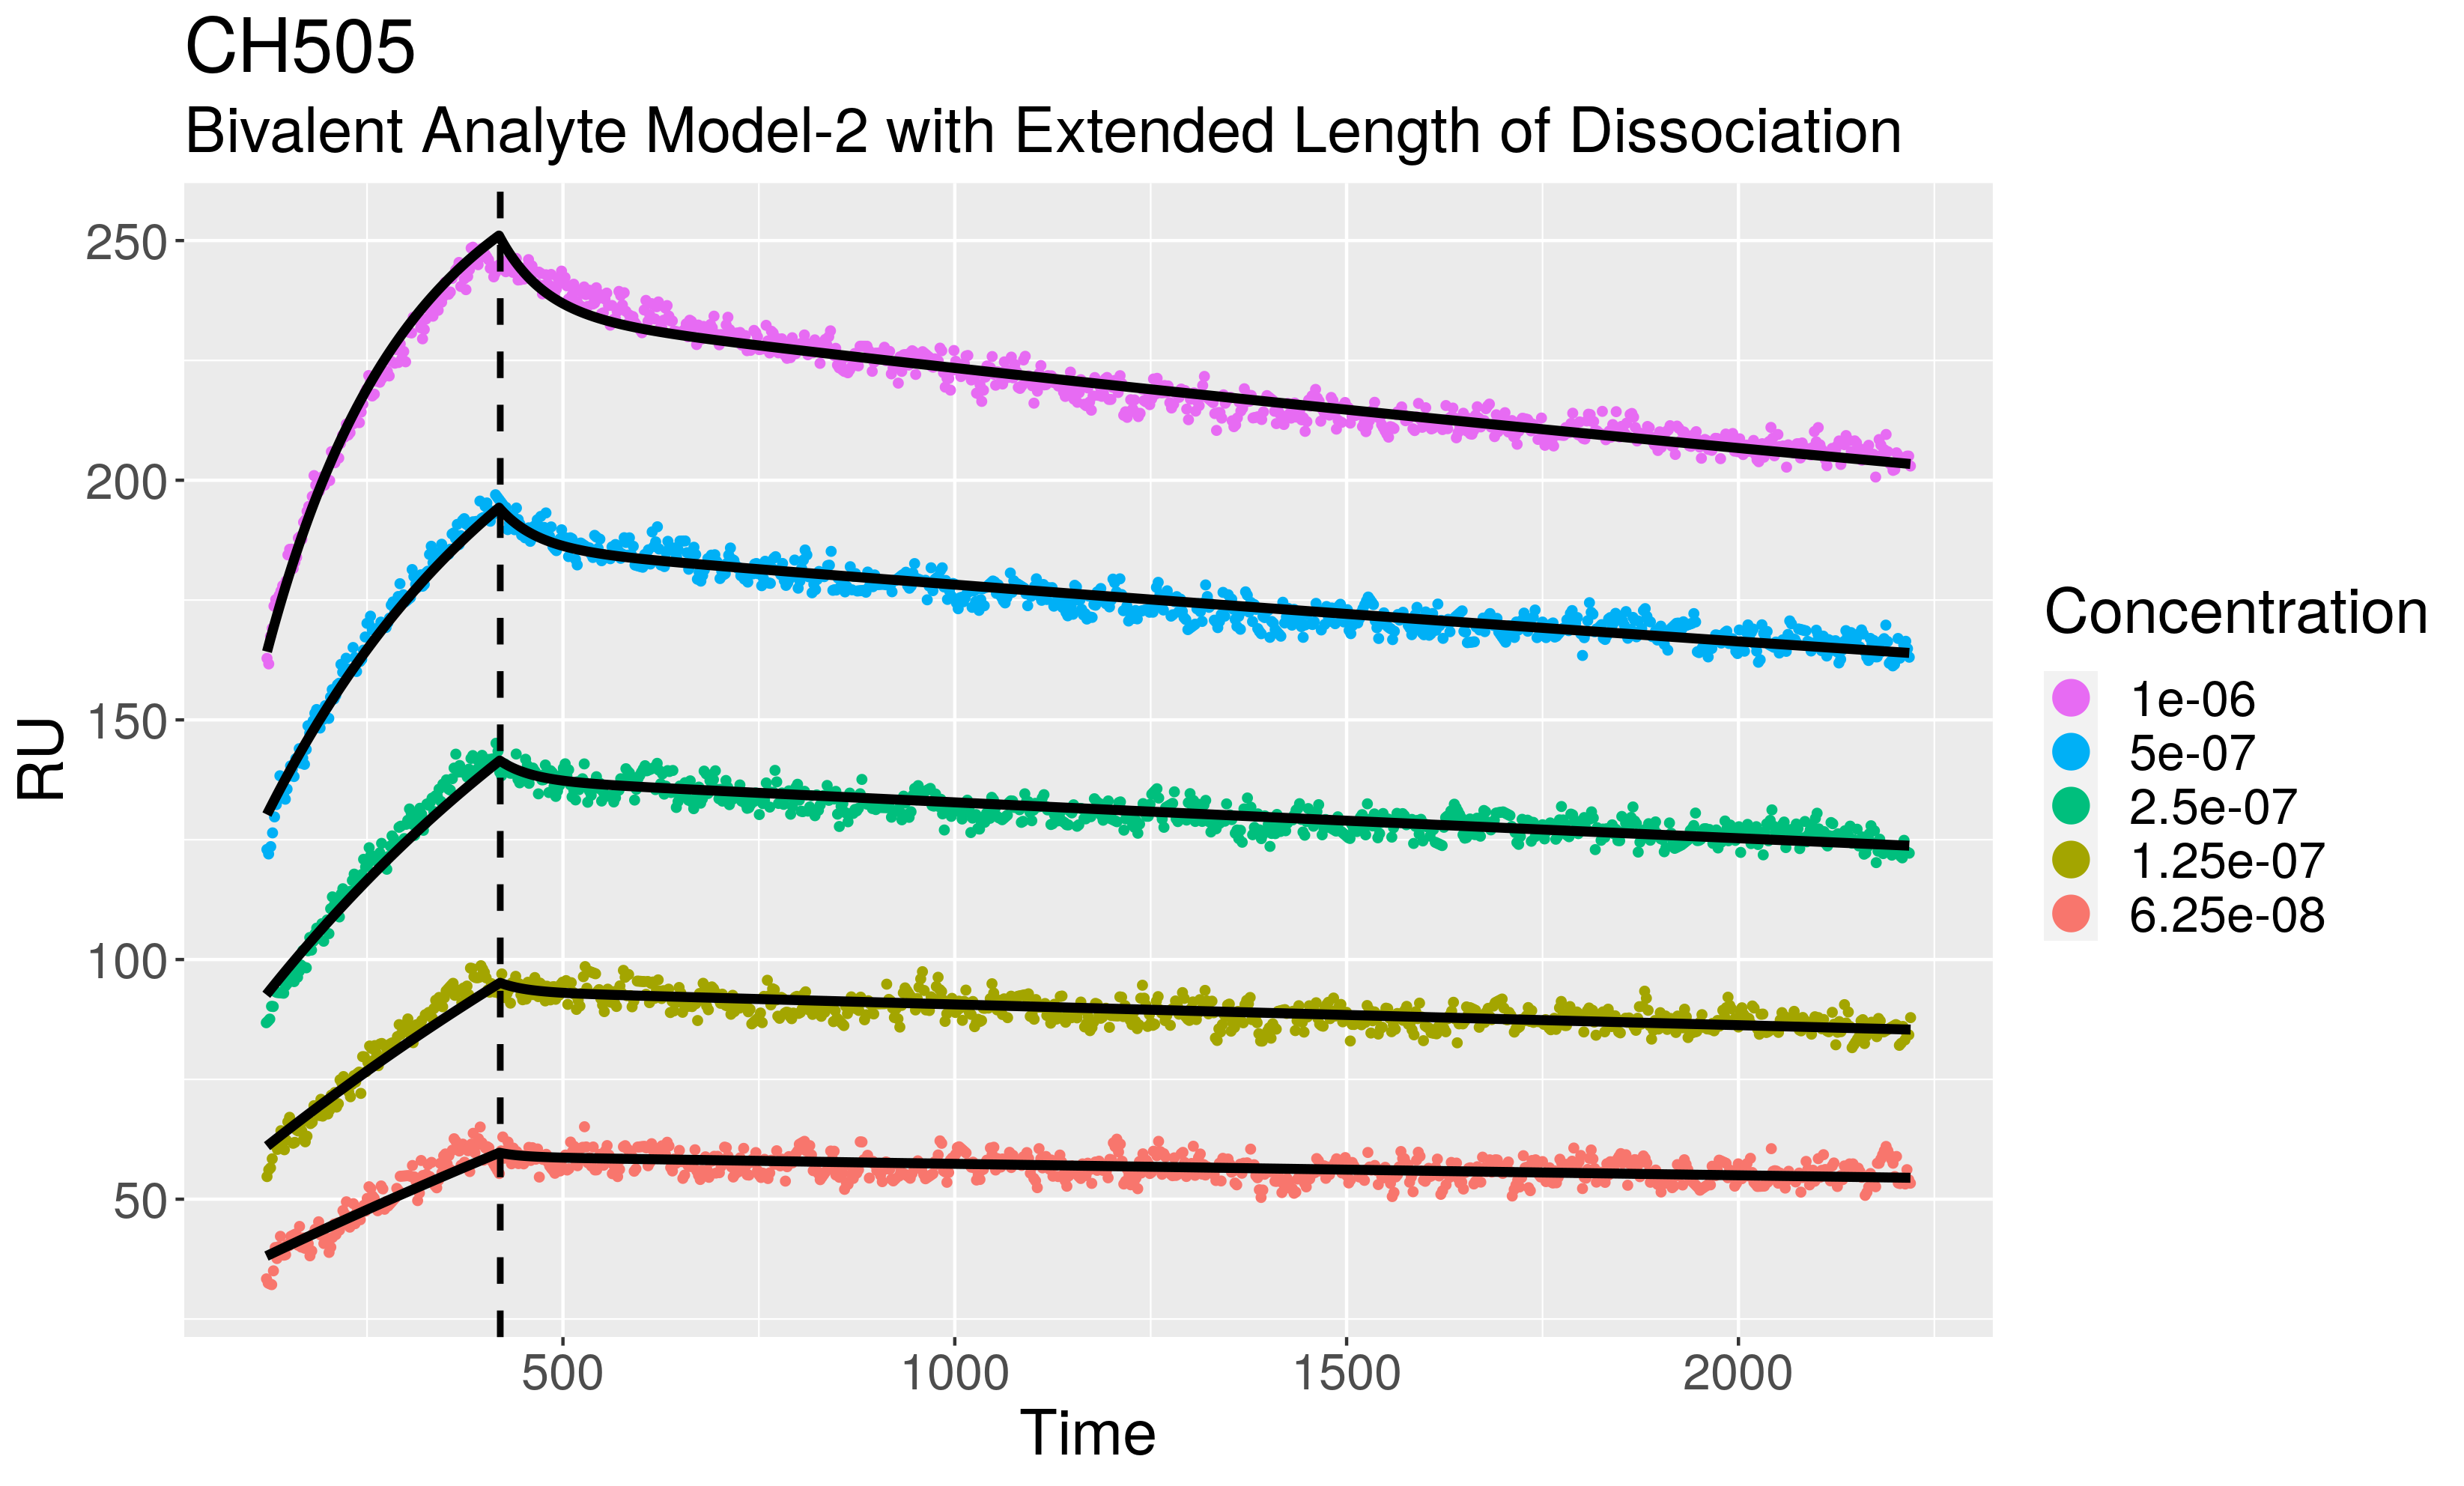 CH505
Bivalent Analyte Model-2 with Extended Length of Dissociation
RU
250
200
150
100
50
500
1000
1500
2000
Time
Concentration
1e-06
5e-07
2.5e-07
1.25e-07
6.25e-08